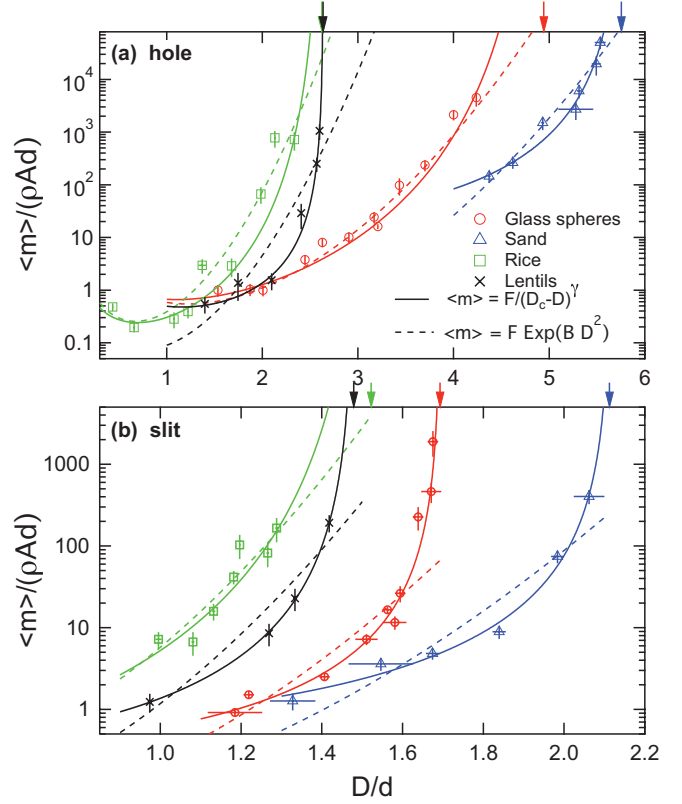 (a) hole
10⁴
10³
10²
10
1
0.1
<m>/(ρAd)
Glass spheres
Sand
Rice
Lentils
<m> = F/(D_c-D)^γ
<m> = F Exp(B D²)
1 2 3 4 5 6
(b) slit
1000
100
10
1
<m>/(ρAd)
1.0 1.2 1.4 1.6 1.8 2.0 2.2
D/d